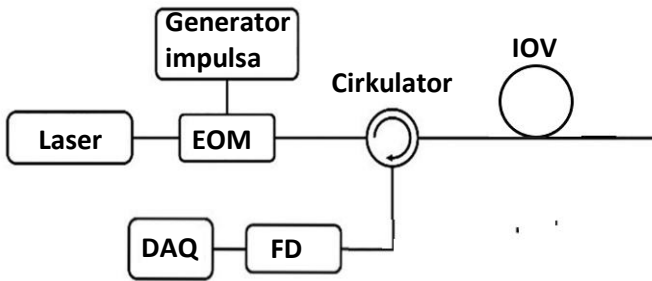 Generator
impulsa
IOV
Cirkulator
Laser
EOM
DAQ
FD